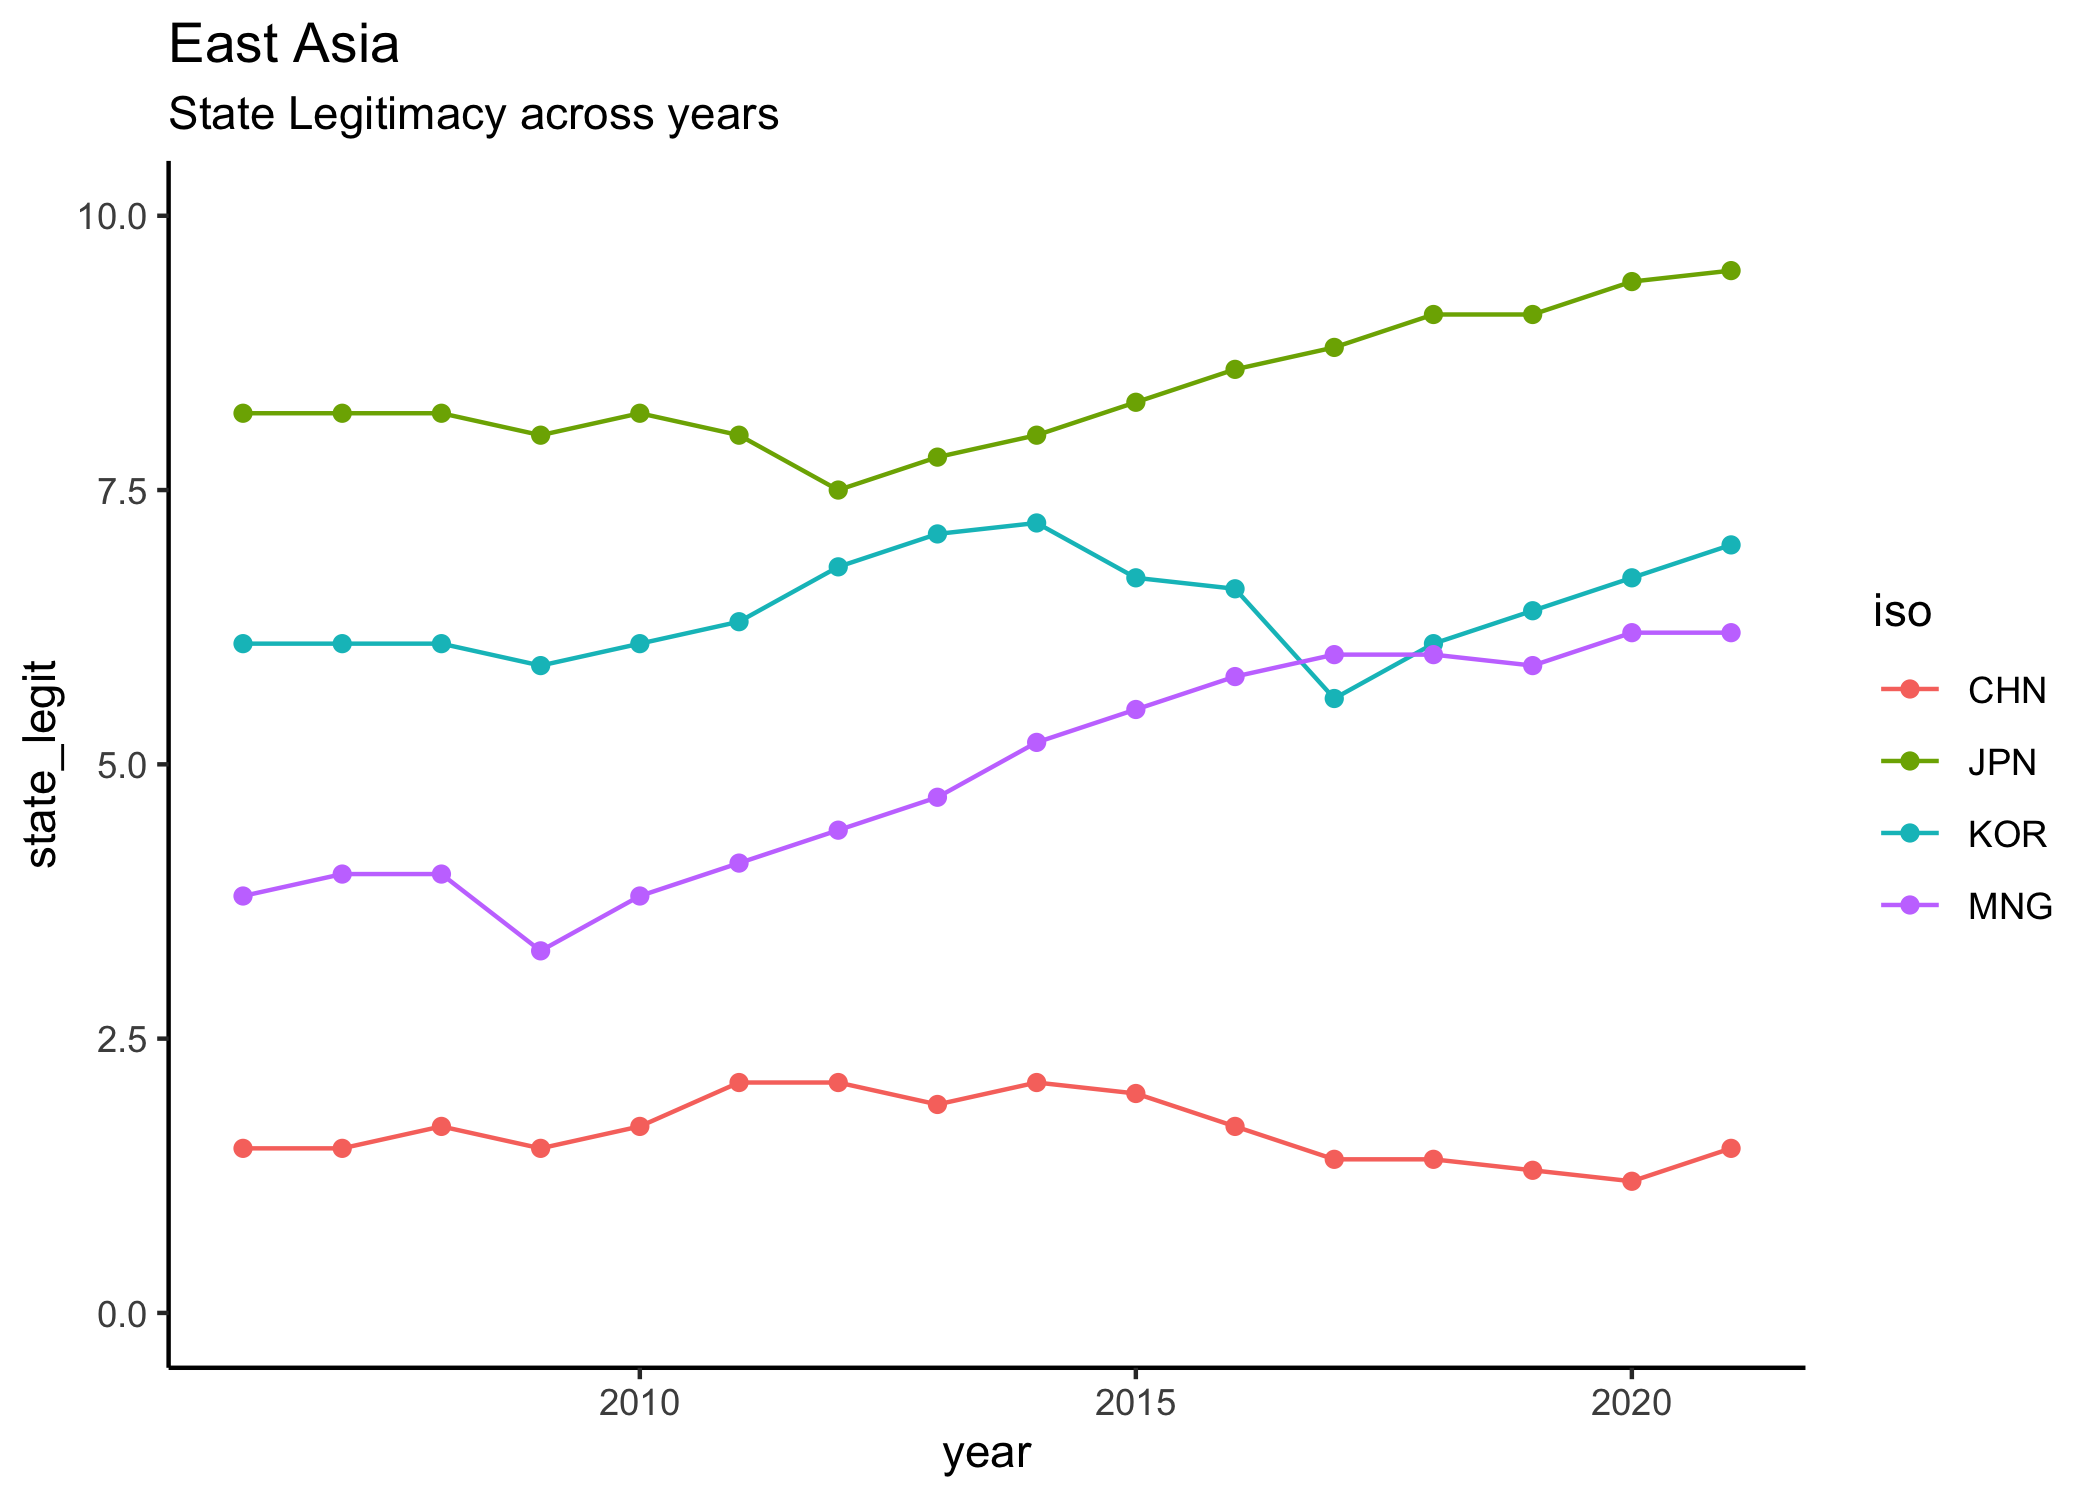 East Asia
State Legitimacy across years
10.0
7.5
5.0
2.5
0.0
state_legit
2010
2015
2020
year
iso
CHN
JPN
KOR
MNG